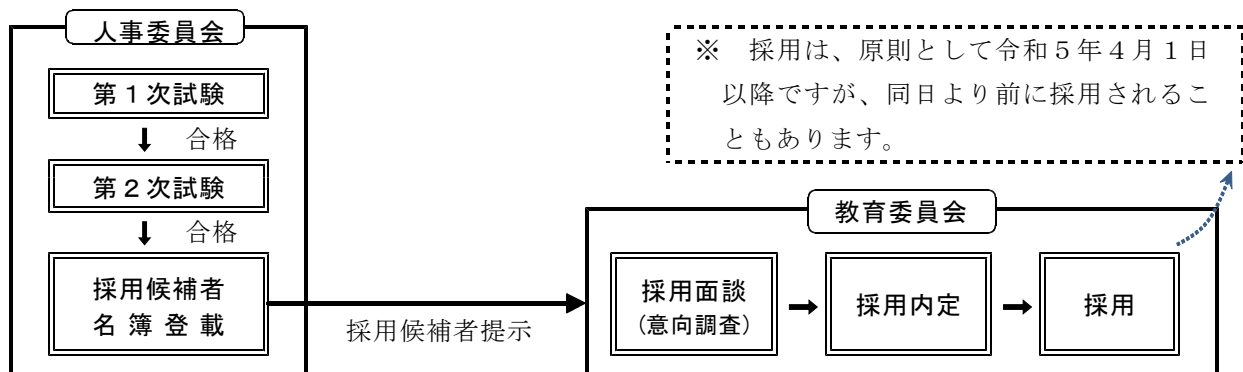 人事委員会
第１次試験
合格
第２次試験
合格
採用候補者
名簿登載
採用候補者提示
※　採用は、原則として令和５年４月１日
以降ですが、同日より前に採用されるこ
ともあります。
教育委員会
採用面談
(意向調査)
採用内定
採用